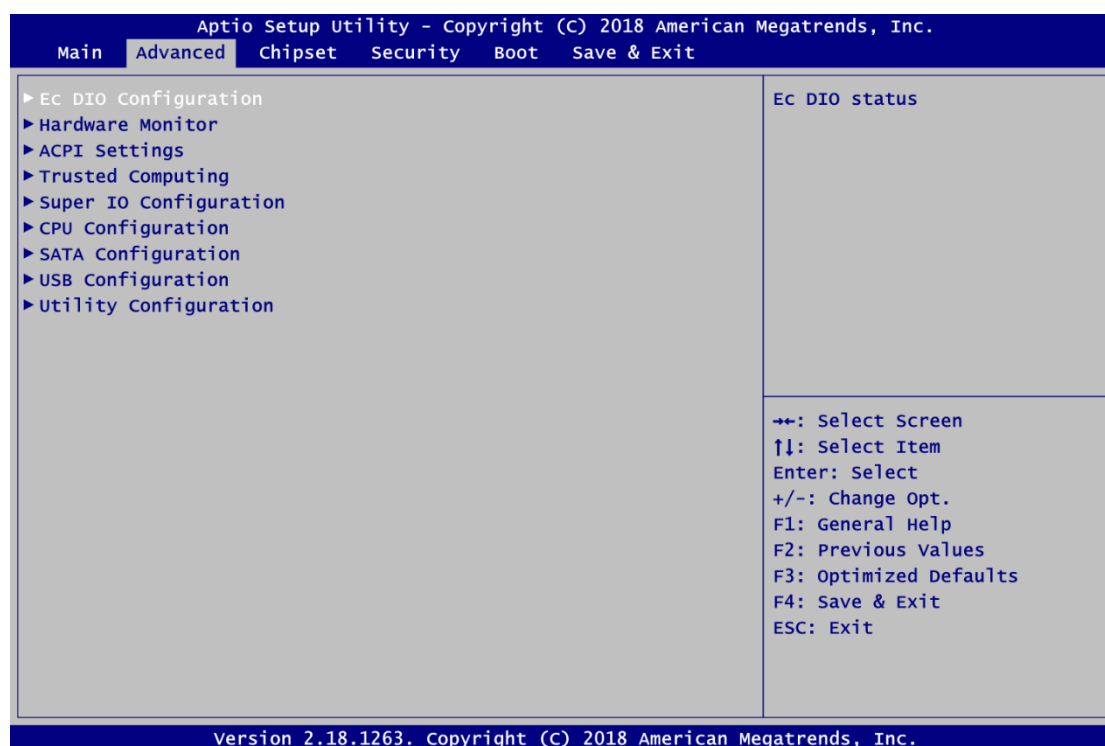 Aptio Setup Utility – Copyright (C) 2018 American Megatrends, Inc.
Main Advanced Chipset Security Boot Save & Exit
►Ec DIO Configuration
►Hardware Monitor
►ACPI Settings
►Trusted Computing
►Super IO Configuration
►CPU Configuration
►SATA Configuration
►USB Configuration
►Utility Configuration
Ec DIO status
→←: Select Screen
↑↓: Select Item
Enter: Select
+/-: Change Opt.
F1: General Help
F2: Previous Values
F3: Optimized Defaults
F4: Save & Exit
ESC: Exit
Version 2.18.1263. Copyright (C) 2018 American Megatrends, Inc.